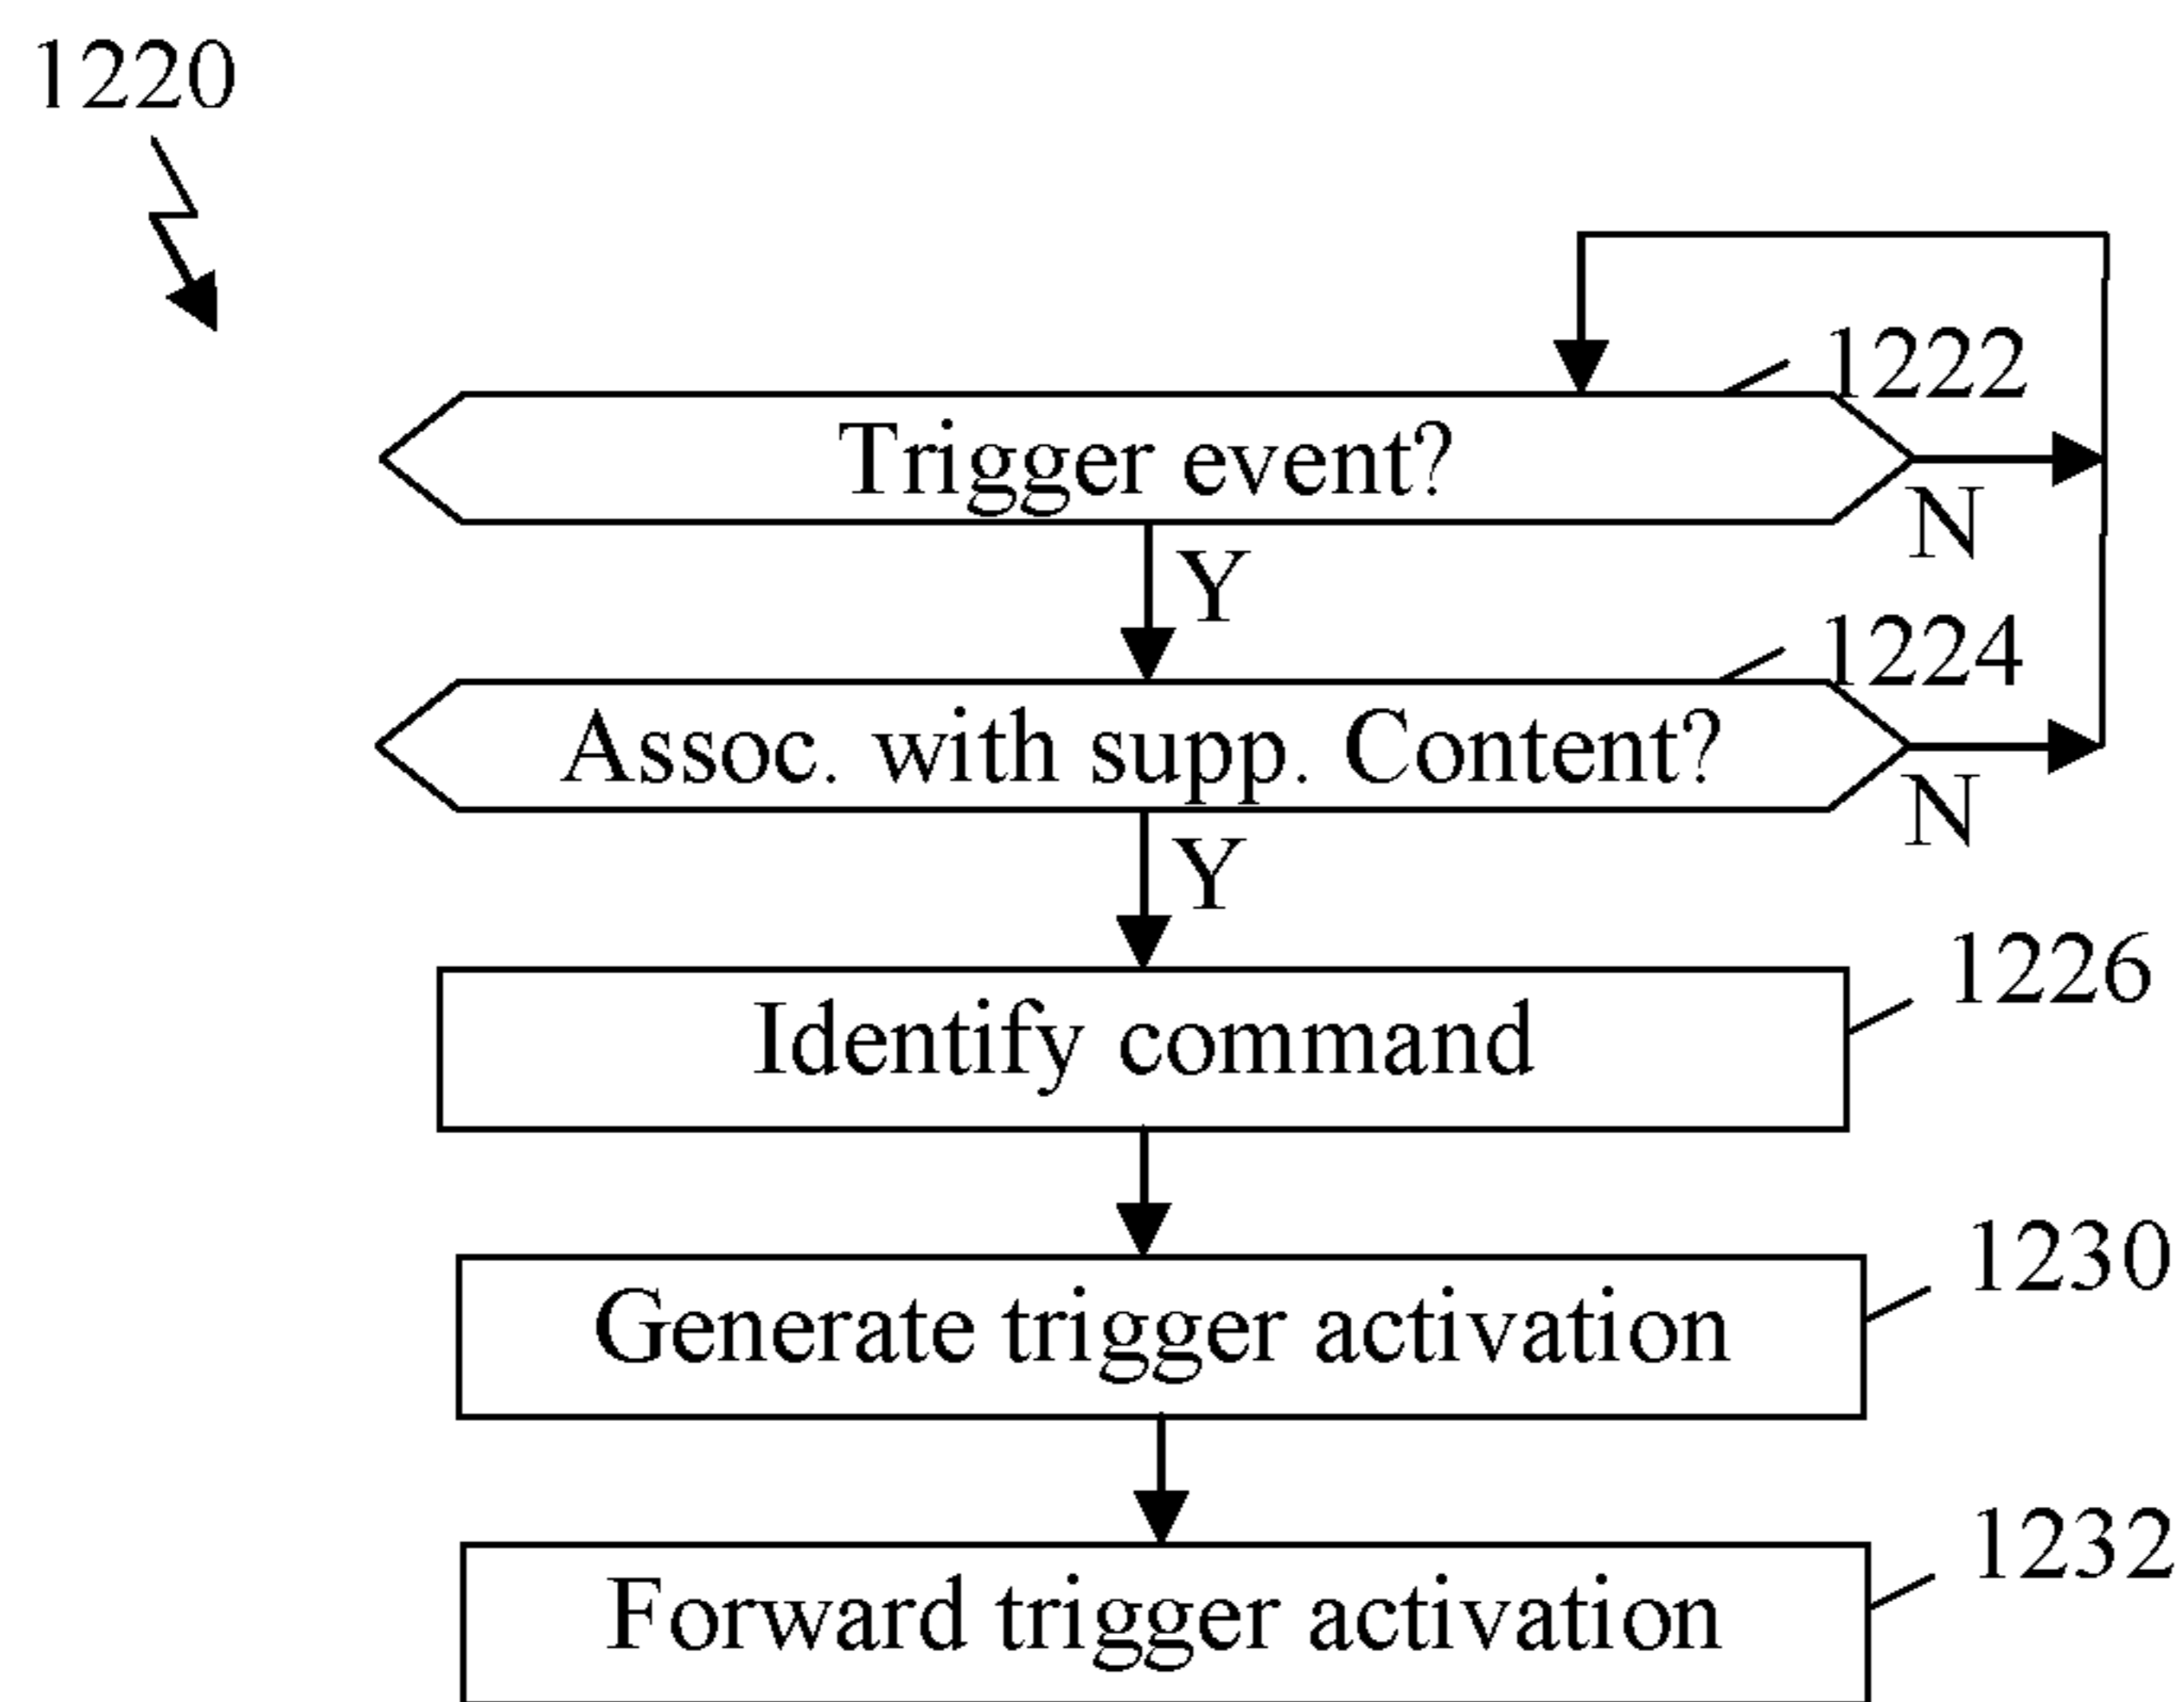 1220
1222
Trigger event?
N
Y
1224
Assoc. with supp. Content?
N
Y
1226
Identify command
1230
Generate trigger activation
1232
Forward trigger activation